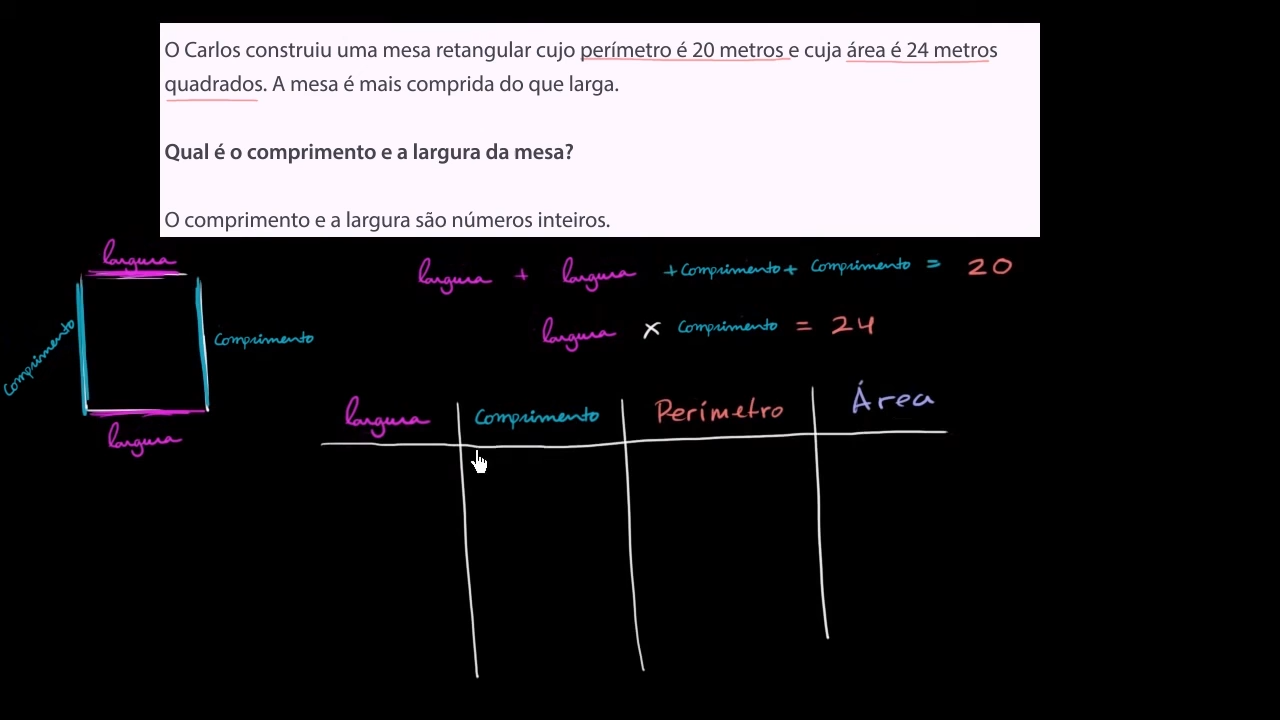 O Carlos construiu uma mesa retangular cujo perímetro é 20 metros e cuja área é 24 metros
quadrados. A mesa é mais comprida do que larga.
Qual é o comprimento e a largura da mesa?
O comprimento e a largura são números inteiros.
largura
largura + largura + Comprimento + Comprimento = 20
Comprimento
Comprimento
largura x Comprimento = 24
largura
largura Comprimento Perímetro Área